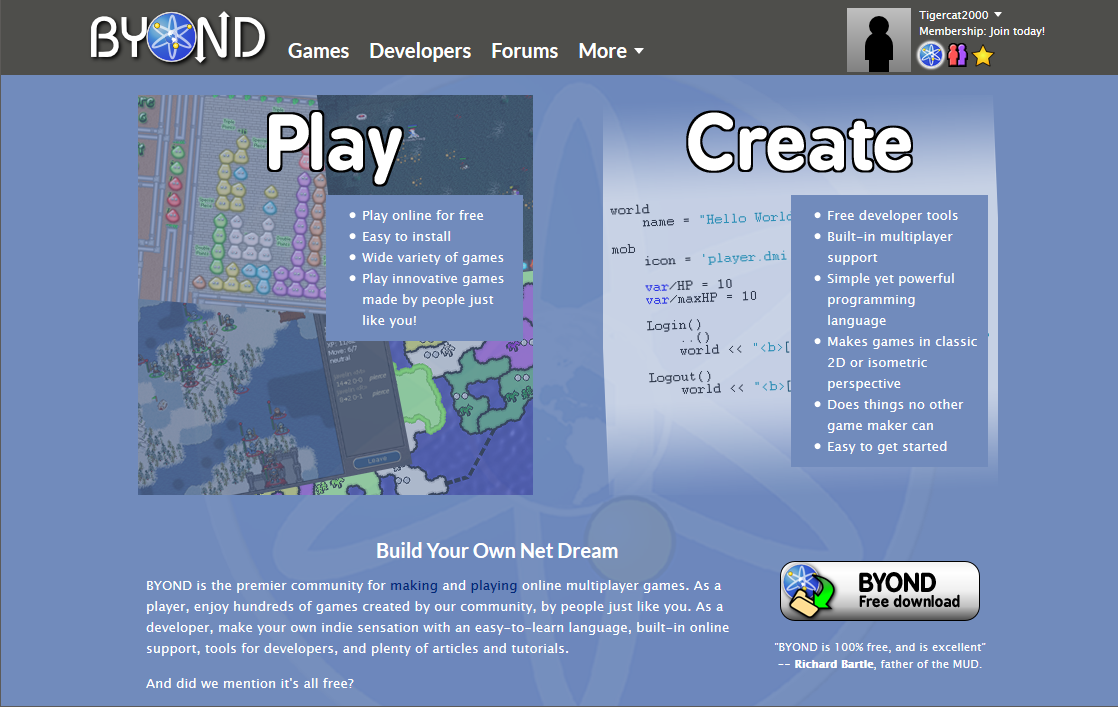 BYOND
Games
Developers
Forums
More
Tigercat2000
Membership: Join today!
Play
Play online for free
Easy to install
Wide variety of games
Play innovative games
made by people just
like you!
Move: 6/7
neutral
Leave
Create
world
name = "Hello World
mob
icon = 'player.dmi
var/HP = 10
var/maxHP = 10
Login()
..()
world << "<b>[
Logout()
world << "<b>[
Free developer tools
Built-in multiplayer
support
Simple yet powerful
programming
language
Makes games in classic
2D or isometric
perspective
Does things no other
game maker can
Easy to get started
Build Your Own Net Dream
BYOND is the premier community for making and playing online multiplayer games. As a
player, enjoy hundreds of games created by our community, by people just like you. As a
developer, make your own indie sensation with an easy-to-learn language, built-in online
support, tools for developers, and plenty of articles and tutorials.
And did we mention it's all free?
BYOND
Free download
"BYOND is 100% free, and is excellent"
-- Richard Bartle, father of the MUD.